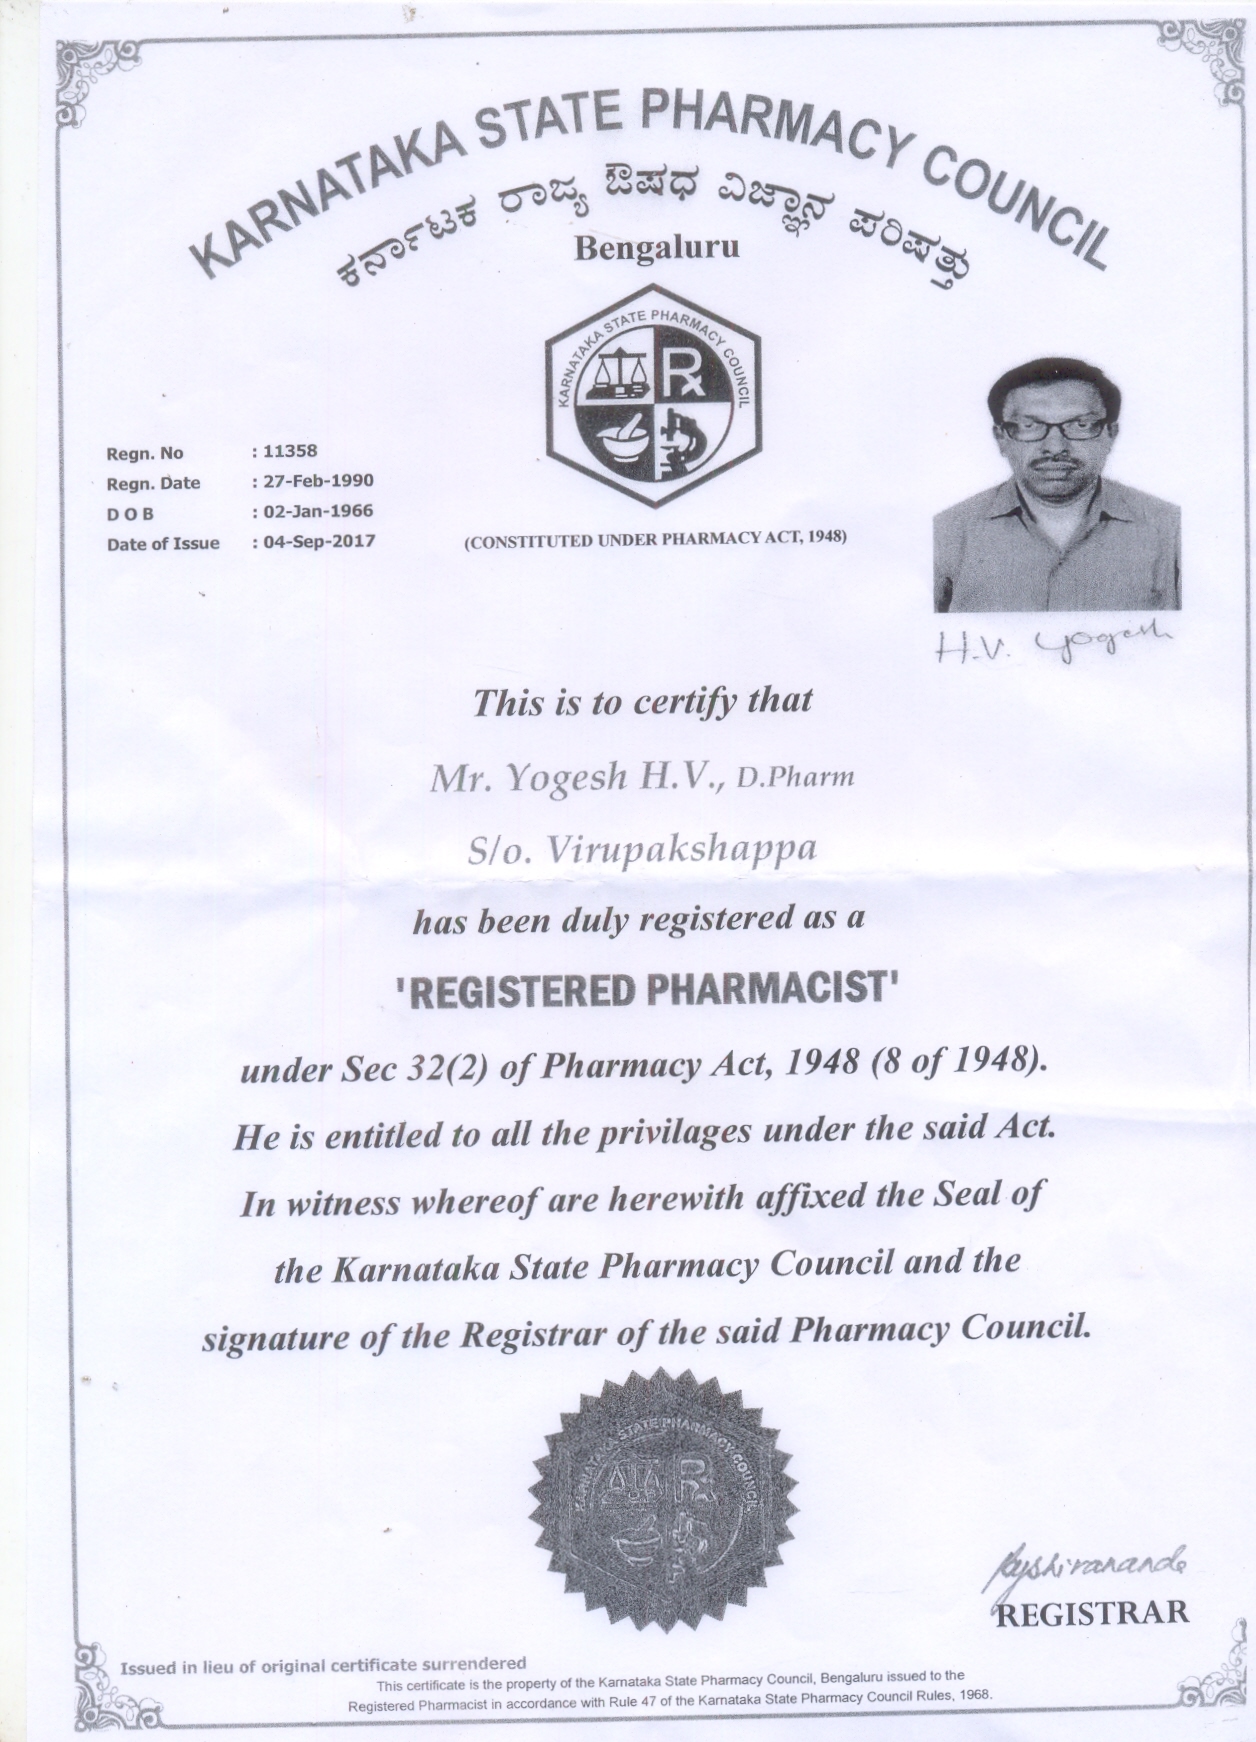 KARNATAKA STATE PHARMACY COUNCIL
ಕರ್ನಾಟಕ ರಾಜ್ಯ ಔಷಧ ವಿಜ್ಞಾನ ಪರಿಷತ್ತು
Bengaluru
KARNATAKA STATE PHARMACY COUNCIL
Rx
Regn. No : 11358
Regn. Date : 27-Feb-1990
D O B : 02-Jan-1966
Date of Issue : 04-Sep-2017
(CONSTITUTED UNDER PHARMACY ACT, 1948)
H.V. Yogesh
This is to certify that
Mr. Yogesh H.V., D.Pharm
S/o. Virupakshappa
has been duly registered as a
'REGISTERED PHARMACIST'
under Sec 32(2) of Pharmacy Act, 1948 (8 of 1948).
He is entitled to all the privilages under the said Act.
In witness whereof are herewith affixed the Seal of
the Karnataka State Pharmacy Council and the
signature of the Registrar of the said Pharmacy Council.
KARNATAKA STATE PHARMACY COUNCIL
Rx
REGISTRAR
Issued in lieu of original certificate surrendered
This certificate is the property of the Karnataka State Pharmacy Council, Bengaluru issued to the
Registered Pharmacist in accordance with Rule 47 of the Karnataka State Pharmacy Council Rules, 1968.